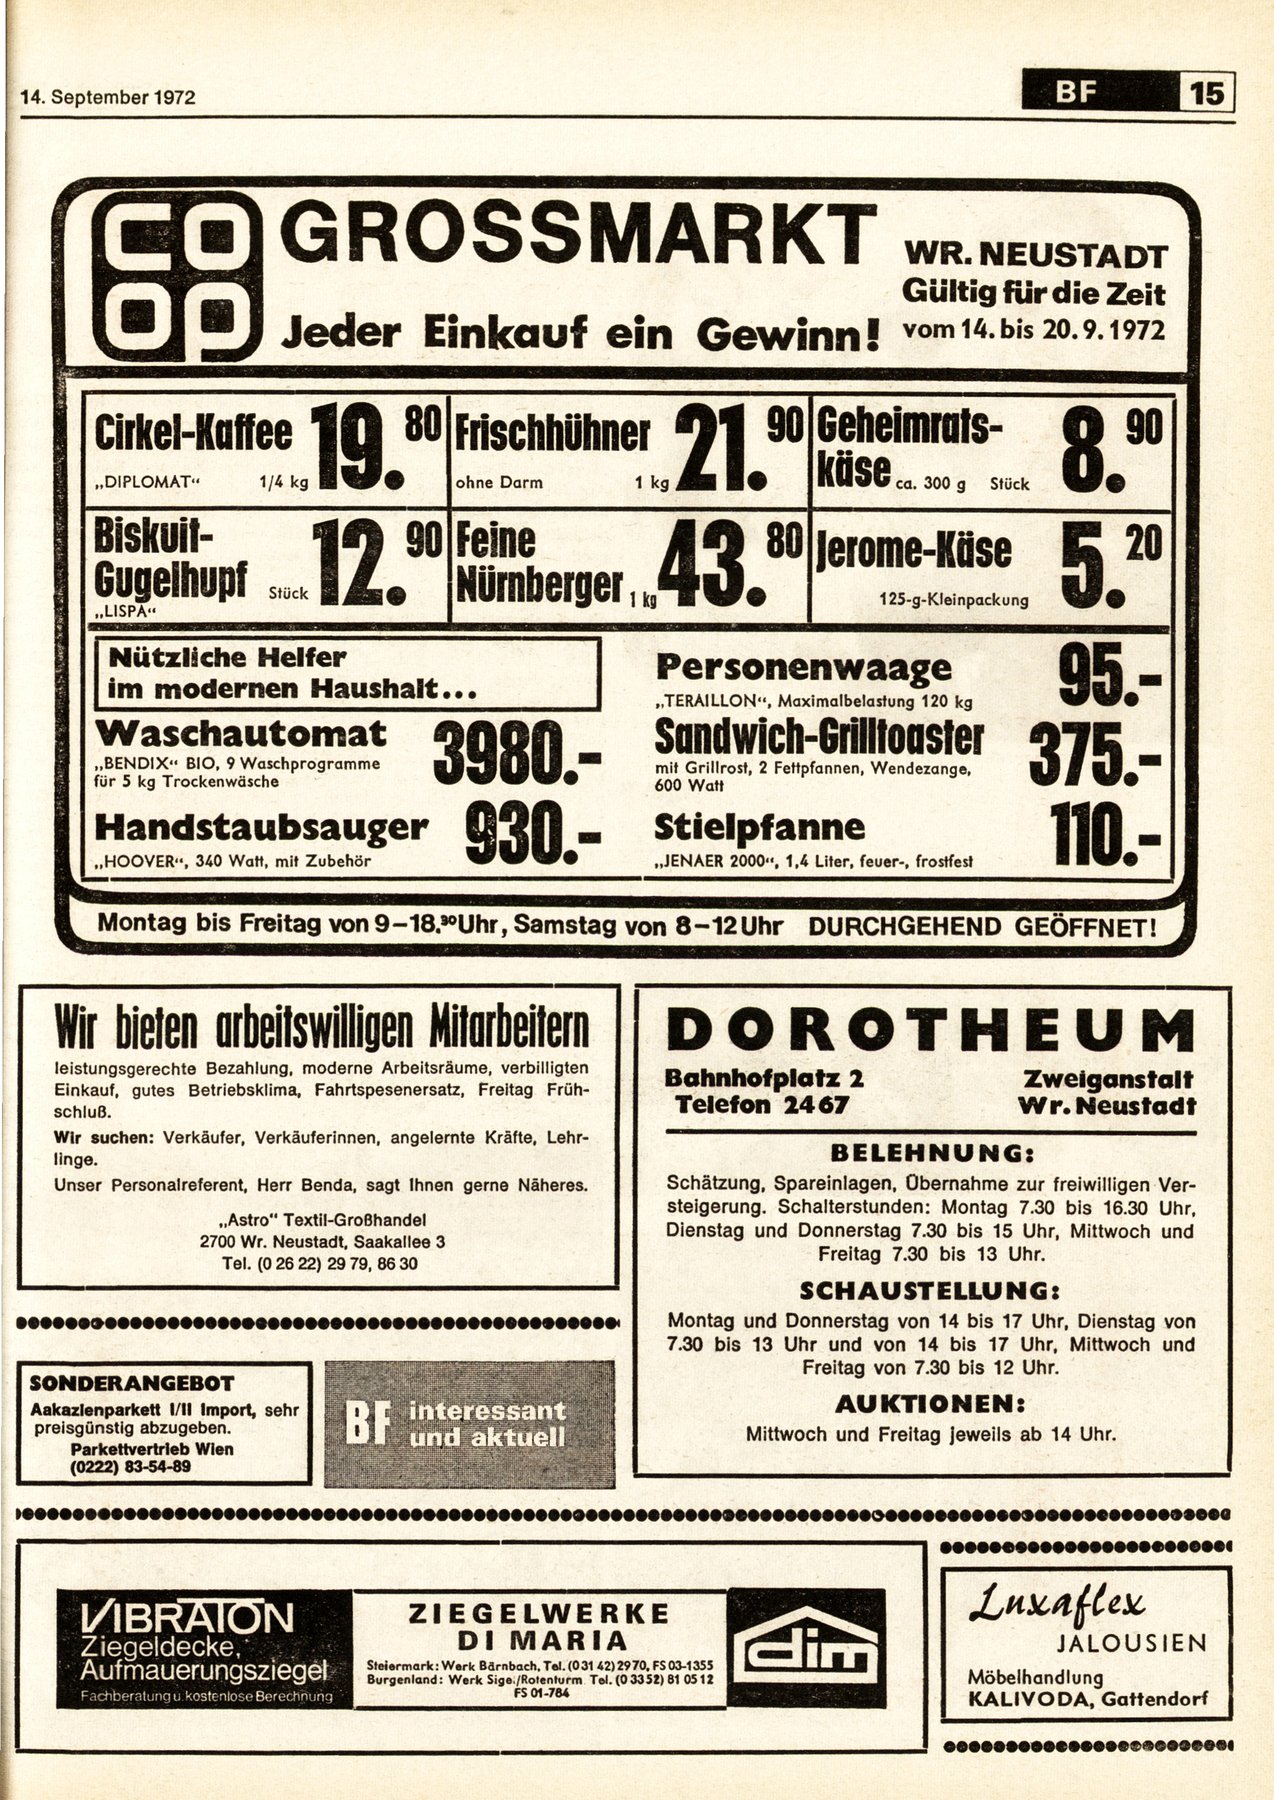 14. September 1972
BF 15
CO OP
GROSSMARKT
Jeder Einkauf ein Gewinn!
WR. NEUSTADT
Gültig für die Zeit
vom 14. bis 20. 9. 1972
Cirkel-Kaffee 19.80
„DIPLOMAT“ 1/4 kg
Frischhühner 21.90
ohne Darm 1 kg
Geheimrats-
käse ca. 300 g Stück 8.90
Biskuit-
Gugelhupf Stück 12.90
„LISPA“
Feine
Nürnberger 1 kg 43.80
Jerome-Käse 5.20
125-g-Kleinpackung
Nützliche Helfer
im modernen Haushalt...
Waschautomat 3980.-
„BENDIX“ BIO, 9 Waschprogramme
für 5 kg Trockenwäsche
Handstaubsauger 930.-
„HOOVER“, 340 Watt, mit Zubehör
Personenwaage 95.-
„TERAILLON“, Maximalbelastung 120 kg
Sandwich-Grilltoaster 375.-
mit Grillrost, 2 Fettpfannen, Wendezange,
600 Watt
Stielpfanne 110.-
„JENAER 2000“, 1,4 Liter, feuer-, frostfest
Montag bis Freitag von 9–18.30 Uhr, Samstag von 8–12 Uhr DURCHGEHEND GEÖFFNET!
Wir bieten arbeitswilligen Mitarbeitern
leistungsgerechte Bezahlung, moderne Arbeitsräume, verbilligten
Einkauf, gutes Betriebsklima, Fahrtspesenersatz, Freitag Früh-
schluß.
Wir suchen: Verkäufer, Verkäuferinnen, angelernte Kräfte, Lehr-
linge.
Unser Personalreferent, Herr Benda, sagt Ihnen gerne Näheres.
„Astro“ Textil-Großhandel
2700 Wr. Neustadt, Saakallee 3
Tel. (0 26 22) 29 79, 86 30
DOROTHEUM
Bahnhofplatz 2 Zweiganstalt
Telefon 24 67 Wr. Neustadt
BELEHNUNG:
Schätzung, Spareinlagen, Übernahme zur freiwilligen Ver-
steigerung. Schalterstunden: Montag 7.30 bis 16.30 Uhr,
Dienstag und Donnerstag 7.30 bis 15 Uhr, Mittwoch und
Freitag 7.30 bis 13 Uhr.
SCHAUSTELLUNG:
Montag und Donnerstag von 14 bis 17 Uhr, Dienstag von
7.30 bis 13 Uhr und von 14 bis 17 Uhr, Mittwoch und
Freitag von 7.30 bis 12 Uhr.
AUKTIONEN:
Mittwoch und Freitag jeweils ab 14 Uhr.
SONDERANGEBOT
Aakazienparkett I/II Import, sehr
preisgünstig abzugeben.
Parkettvertrieb Wien
(0222) 83-54-89
BF interessant
und aktuell
VIBRATON
Ziegeldecke,
Aufmauerungsziegel
Fachberatung u. kostenlose Berechnung
ZIEGELWERKE
DI MARIA
Steiermark: Werk Bärnbach, Tel. (0 31 42) 29 70, FS 03-1355
Burgenland: Werk Sigel/Rotenturm Tel. (0 33 52) 81 05 12
FS 01-784
dim
Luxaflex
JALOUSIEN
Möbelhandlung
KALIVODA, Gattendorf